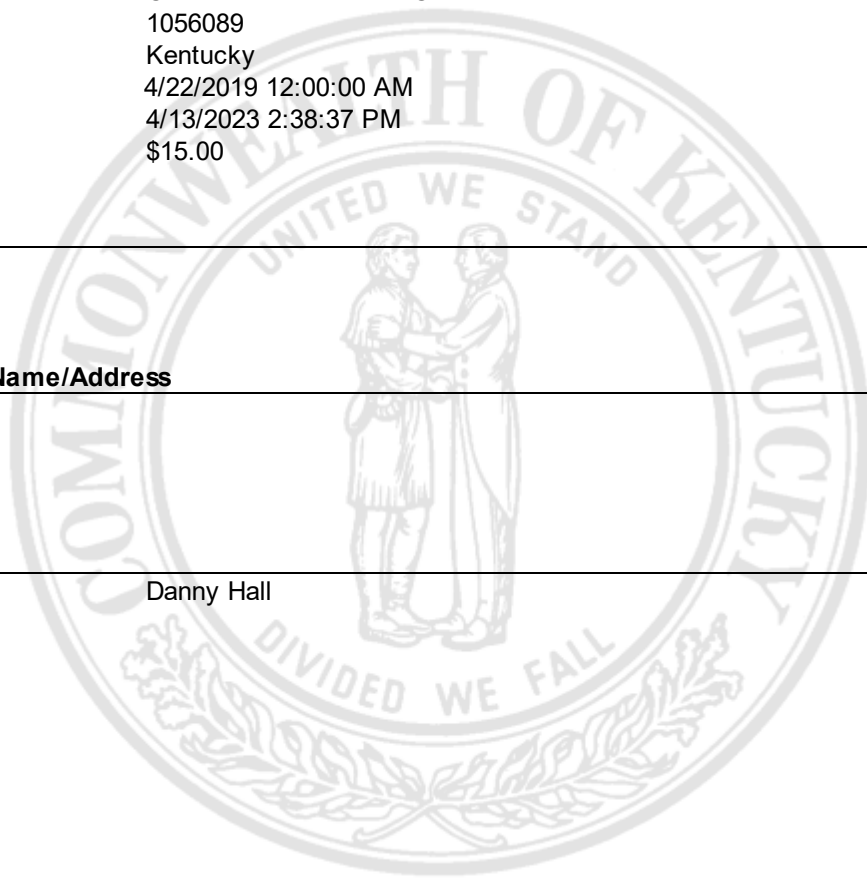 1056089
Kentucky
4/22/2019 12:00:00 AM
4/13/2023 2:38:37 PM
$15.00
COMMONWEALTH OF KENTUCKY
UNITED WE STAND
Name/Address
Danny Hall
DIVIDED WE FALL